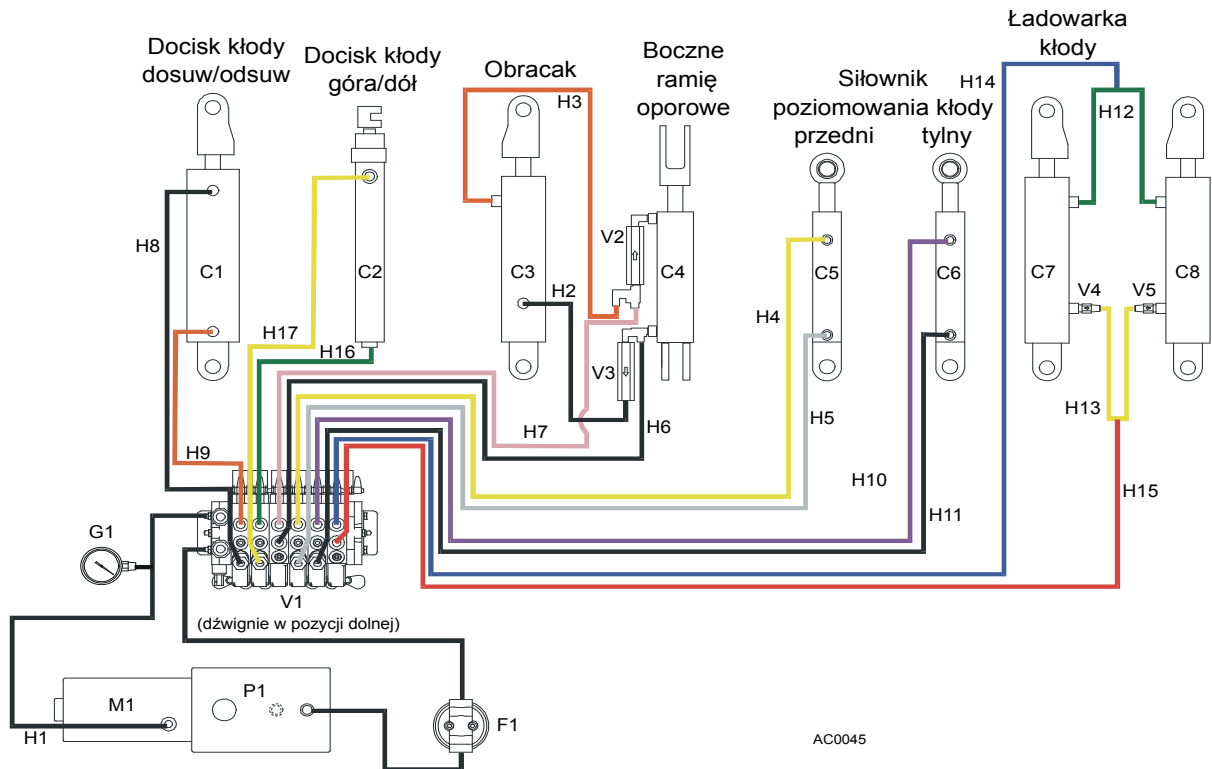 Docisk kłody
dosuw/odsuw
Docisk kłody
góra/dół
Obracak
Boczne
ramię
oporowe
Siłownik
poziomowania kłody
przedni
tylny
Ładowarka
kłody
H14
H3
H12
H8
V2
C1
C2
C3
C4
C5
C6
C7
C8
H2
V4
V5
H17
H4
H16
V3
H13
H7
H6
H5
H9
H10
H15
H11
G1
V1
(dźwignie w pozycji dolnej)
P1
M1
F1
H1
AC0045